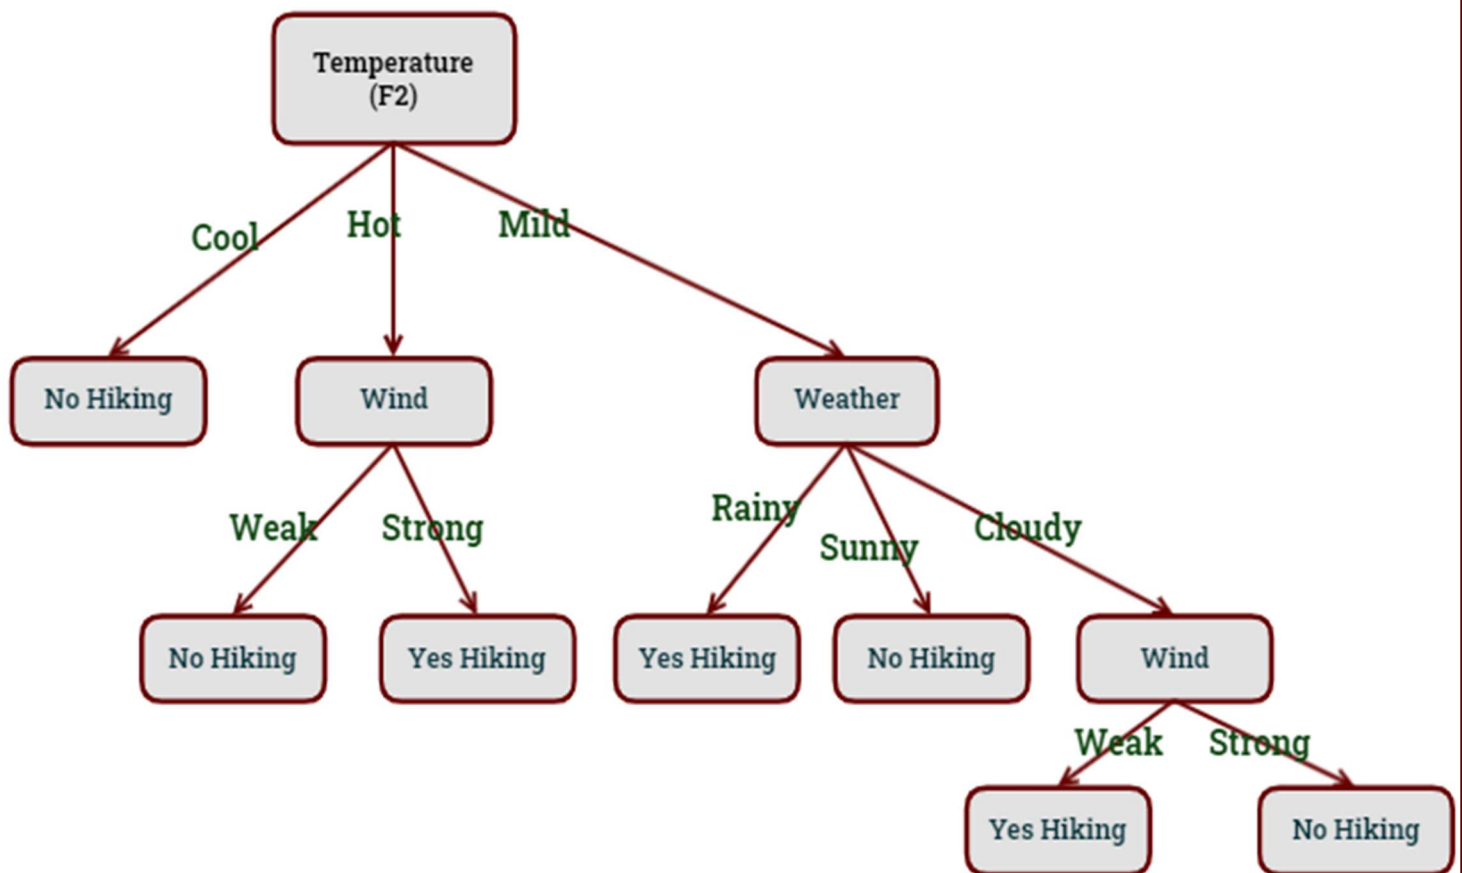 Temperature
(F2)
Cool
Hot
Mild
No Hiking
Wind
Weather
Weak
Strong
Rainy
Sunny
Cloudy
No Hiking
Yes Hiking
Yes Hiking
No Hiking
Wind
Weak
Strong
Yes Hiking
No Hiking